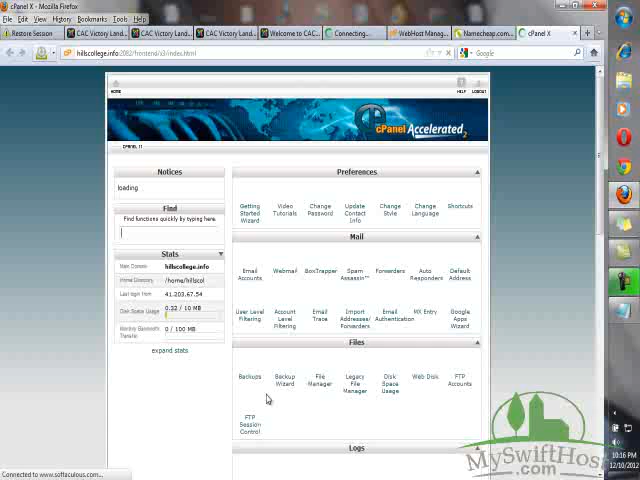 cPanel X - Mozilla Firefox
File Edit View History Bookmarks Tools Help
Restore Session
CAC Victory Land...
CAC Victory Land...
CAC Victory Land...
Welcome to CAC...
Connecting...
WebHost Manag...
Namecheap.com...
cPanel X
hillscollege.info:2082/frontend/x3/index.html
Google
HOME
HELP
LOGOUT
cPanel Accelerated2
CPANEL 11
Notices
loading
Find
Find functions quickly by typing here.
Stats
Main Domain hillscollege.info
Home Directory /home/hillscol
Last login from 41.203.67.54
Disk Space Usage 0.32 / 10 MB
Monthly Bandwidth Transfer 0 / 100 MB
expand stats
Preferences
Getting Started Wizard
Video Tutorials
Change Password
Update Contact Info
Change Style
Change Language
Shortcuts
Mail
Email Accounts
Webmail
BoxTrapper
Spam Assassin™
Forwarders
Auto Responders
Default Address
User Level Filtering
Account Level Filtering
Email Trace
Import Addresses/ Forwarders
Email Authentication
MX Entry
Google Apps Wizard
Files
Backups
Backup Wizard
File Manager
Legacy File Manager
Disk Space Usage
Web Disk
FTP Accounts
FTP Session Control
Logs
Connected to www.softaculous.com...
MySwiftHost
.com
10:16 PM
12/10/2012